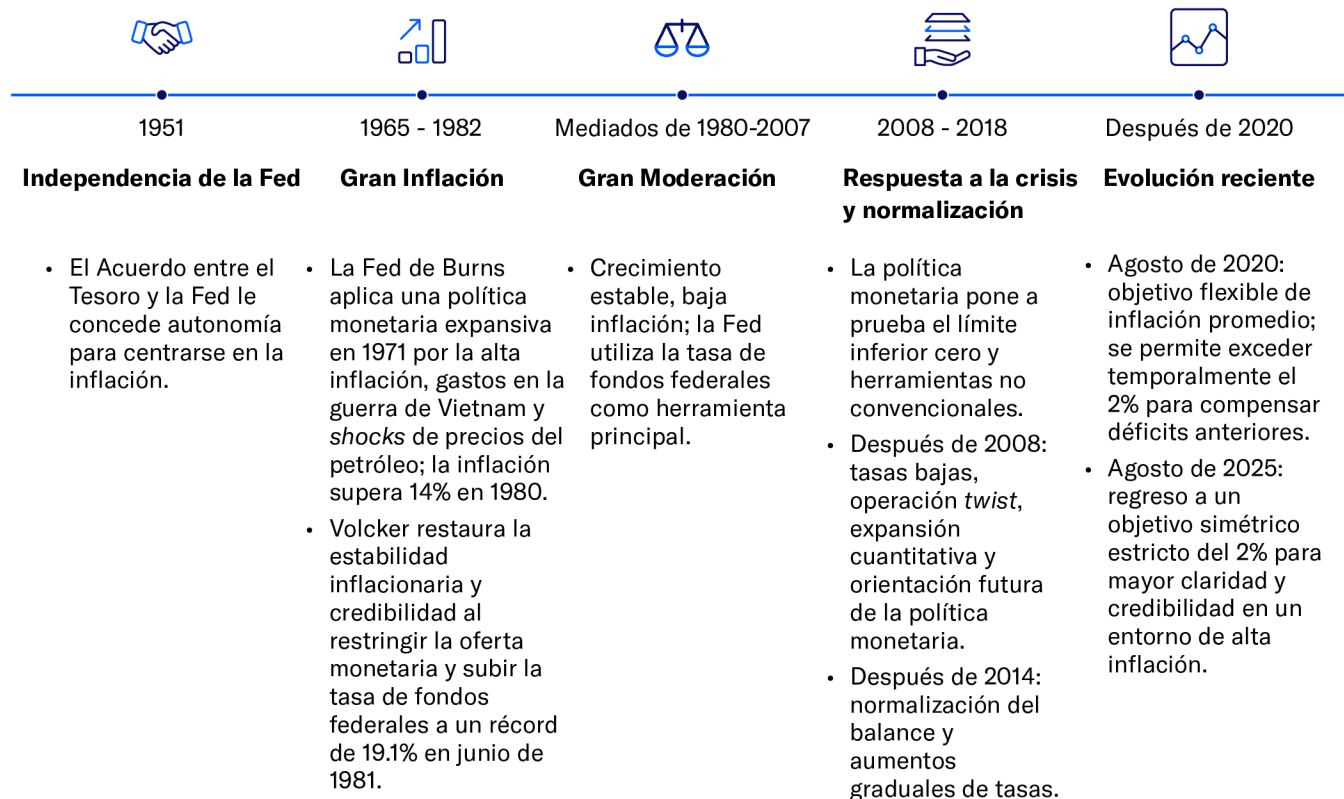 1951
Independencia de la Fed
• El Acuerdo entre el
Tesoro y la Fed le
concede autonomía
para centrarse en la
inflación.
1965 - 1982
Gran Inflación
• La Fed de Burns
aplica una política
monetaria expansiva
en 1971 por la alta
inflación, gastos en la
guerra de Vietnam y
shocks de precios del
petróleo; la inflación
supera 14% en 1980.
• Volcker restaura la
estabilidad
inflacionaria y
credibilidad al
restringir la oferta
monetaria y subir la
tasa de fondos
federales a un récord
de 19.1% en junio de
1981.
Mediados de 1980-2007
Gran Moderación
• Crecimiento
estable, baja
inflación; la Fed
utiliza la tasa de
fondos federales
como herramienta
principal.
2008 - 2018
Respuesta a la crisis
y normalización
• La política
monetaria pone a
prueba el límite
inferior cero y
herramientas no
convencionales.
• Después de 2008:
tasas bajas,
operación twist,
expansión
cuantitativa y
orientación futura
de la política
monetaria.
• Después de 2014:
normalización del
balance y
aumentos
graduales de tasas.
Después de 2020
Evolución reciente
• Agosto de 2020:
objetivo flexible de
inflación promedio;
se permite exceder
temporalmente el
2% para compensar
déficits anteriores.
• Agosto de 2025:
regreso a un
objetivo simétrico
estricto del 2% para
mayor claridad y
credibilidad en un
entorno de alta
inflación.